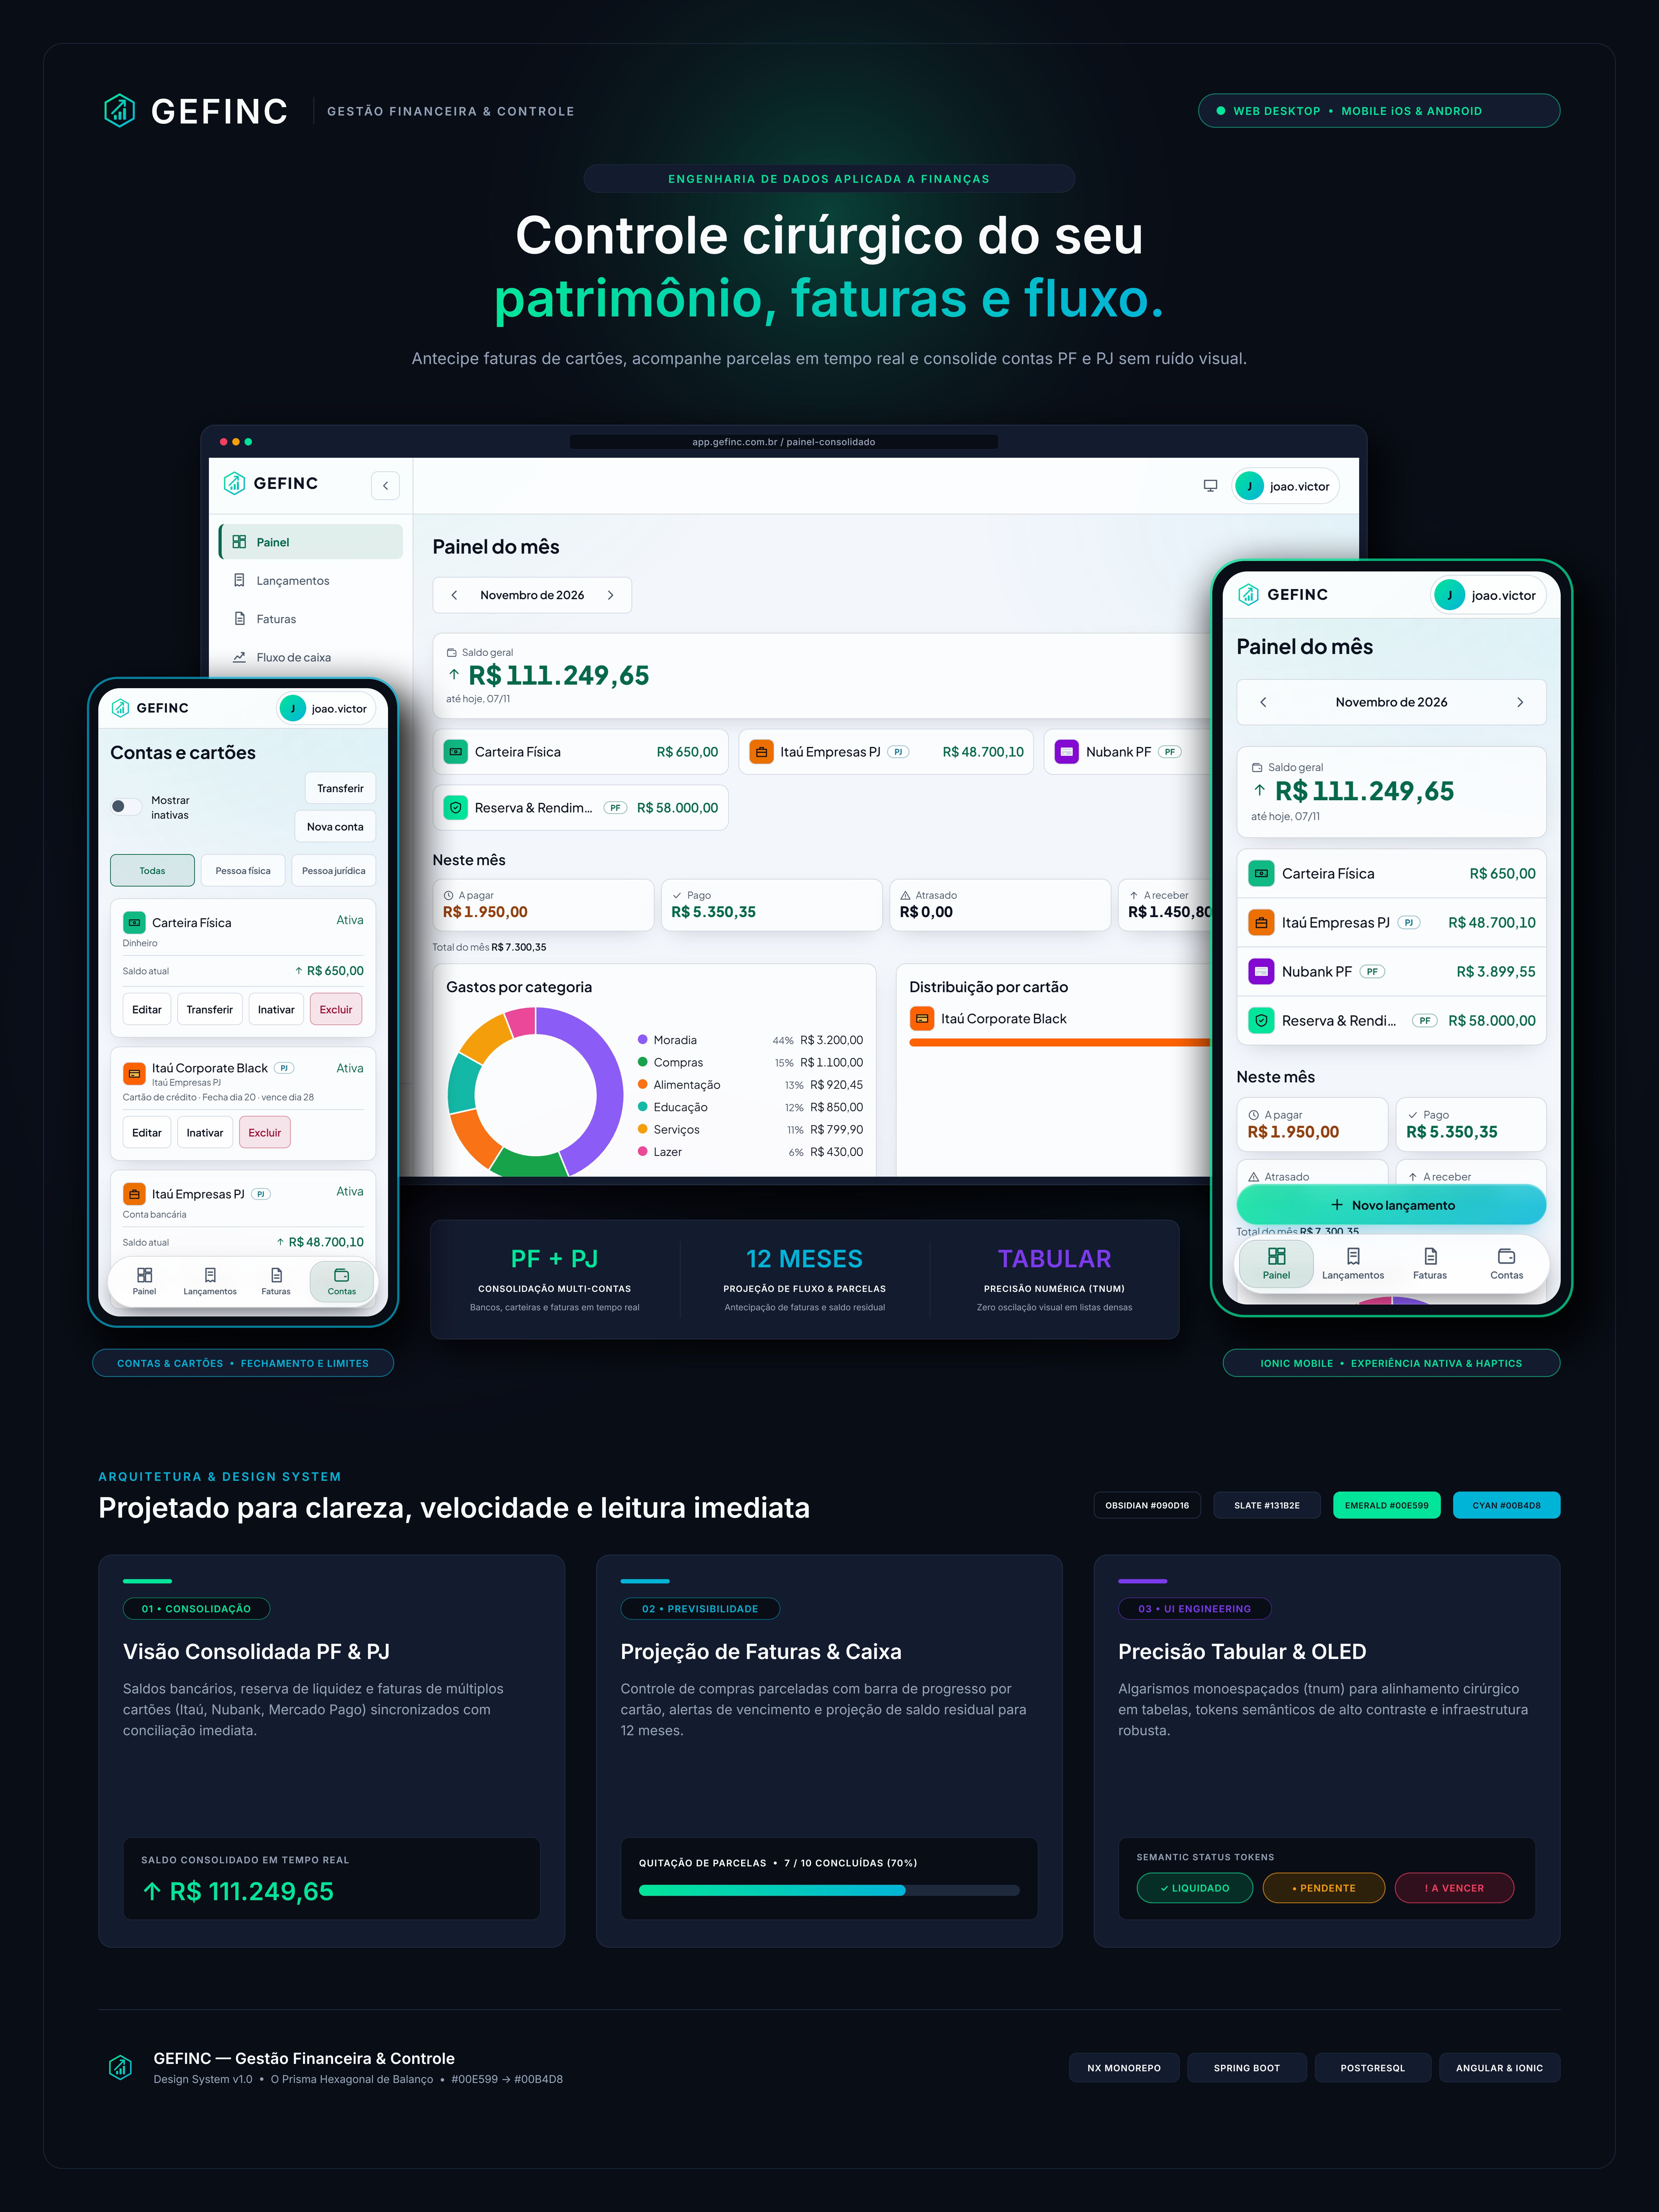 GEFINC
GESTÃO FINANCEIRA & CONTROLE
WEB DESKTOP • MOBILE iOS & ANDROID
ENGENHARIA DE DADOS APLICADA A FINANÇAS
Controle cirúrgico do seu
patrimônio, faturas e fluxo.
Antecipe faturas de cartões, acompanhe parcelas em tempo real e consolide contas PF e PJ sem ruído visual.
app.gefinc.com.br / painel-consolidado
GEFINC
J joao.victor
Painel
Lançamentos
Faturas
Fluxo de caixa
Painel do mês
Novembro de 2026
Saldo geral
↑ R$ 111.249,65
até hoje, 07/11
Carteira Física R$ 650,00
Itaú Empresas PJ PJ R$ 48.700,10
Nubank PF PF
Reserva & Rendim... PF R$ 58.000,00
Neste mês
A pagar
R$ 1.950,00
Pago
R$ 5.350,35
Atrasado
R$ 0,00
A receber
R$ 1.450,80
Total do mês R$ 7.300,35
Gastos por categoria
Moradia 44% R$ 3.200,00
Compras 15% R$ 1.100,00
Alimentação 13% R$ 920,45
Educação 12% R$ 850,00
Serviços 11% R$ 799,90
Lazer 6% R$ 430,00
Distribuição por cartão
Itaú Corporate Black
GEFINC
J joao.victor
Contas e cartões
Mostrar
inativas
Transferir
Nova conta
Todas
Pessoa física
Pessoa jurídica
Carteira Física Ativa
Dinheiro
Saldo atual ↑ R$ 650,00
Editar Transferir Inativar Excluir
Itaú Corporate Black PJ Ativa
Itaú Empresas PJ
Cartão de crédito · Fecha dia 20 · vence dia 28
Editar Inativar Excluir
Itaú Empresas PJ PJ Ativa
Conta bancária
Saldo atual ↑ R$ 48.700,10
Painel Lançamentos Faturas Contas
CONTAS & CARTÕES • FECHAMENTO E LIMITES
GEFINC
J joao.victor
Painel do mês
Novembro de 2026
Saldo geral
↑ R$ 111.249,65
até hoje, 07/11
Carteira Física R$ 650,00
Itaú Empresas PJ PJ R$ 48.700,10
Nubank PF PF R$ 3.899,55
Reserva & Rendi... PF R$ 58.000,00
Neste mês
A pagar
R$ 1.950,00
Pago
R$ 5.350,35
Atrasado
A receber
+ Novo lançamento
Total do mês R$ 7.300,35
Painel Lançamentos Faturas Contas
IONIC MOBILE • EXPERIÊNCIA NATIVA & HAPTICS
PF + PJ
CONSOLIDAÇÃO MULTI-CONTAS
Bancos, carteiras e faturas em tempo real
12 MESES
PROJEÇÃO DE FLUXO & PARCELAS
Antecipação de faturas e saldo residual
TABULAR
PRECISÃO NUMÉRICA (TNUM)
Zero oscilação visual em listas densas
ARQUITETURA & DESIGN SYSTEM
Projetado para clareza, velocidade e leitura imediata
OBSIDIAN #090D16
SLATE #131B2E
EMERALD #00E599
CYAN #00B4D8
01 • CONSOLIDAÇÃO
Visão Consolidada PF & PJ
Saldos bancários, reserva de liquidez e faturas de múltiplos
cartões (Itaú, Nubank, Mercado Pago) sincronizados com
conciliação imediata.
SALDO CONSOLIDADO EM TEMPO REAL
↑ R$ 111.249,65
02 • PREVISIBILIDADE
Projeção de Faturas & Caixa
Controle de compras parceladas com barra de progresso por
cartão, alertas de vencimento e projeção de saldo residual para
12 meses.
QUITAÇÃO DE PARCELAS • 7 / 10 CONCLUÍDAS (70%)
03 • UI ENGINEERING
Precisão Tabular & OLED
Algarismos monoespaçados (tnum) para alinhamento cirúrgico
em tabelas, tokens semânticos de alto contraste e infraestrutura
robusta.
SEMANTIC STATUS TOKENS
✓ LIQUIDADO
• PENDENTE
! A VENCER
GEFINC — Gestão Financeira & Controle
Design System v1.0 • O Prisma Hexagonal de Balanço • #00E599 → #00B4D8
NX MONOREPO
SPRING BOOT
POSTGRESQL
ANGULAR & IONIC